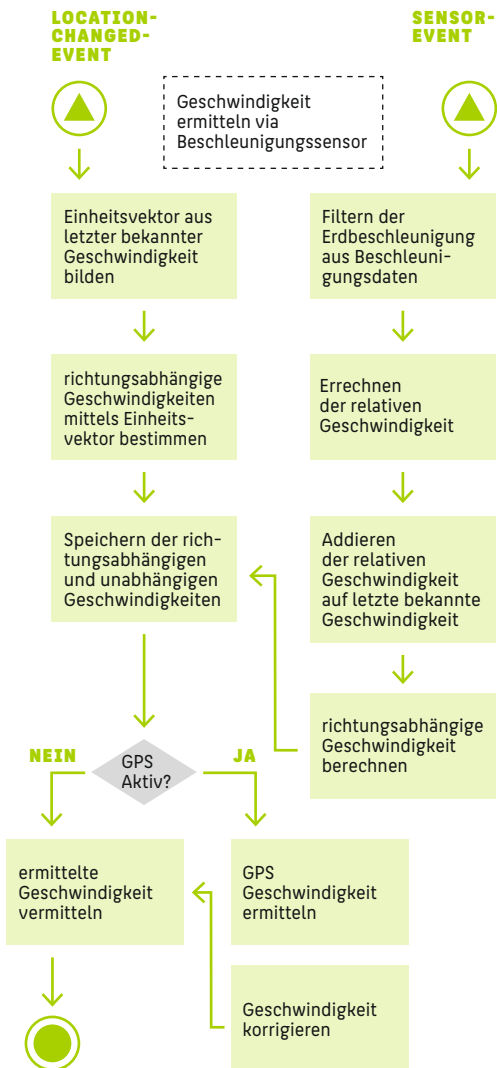 LOCATION-
CHANGED-
EVENT
SENSOR-
EVENT
Geschwindigkeit
ermitteln via
Beschleunigungssensor
Einheitsvektor aus
letzter bekannter
Geschwindigkeit
bilden
Filtern der
Erdbeschleunigung
aus Beschleuni-
gungsdaten
richtungsabhängige
Geschwindigkeiten
mittels Einheits-
vektor bestimmen
Errechnen
der relativen
Geschwindigkeit
Speichern der rich-
tungsabhängigen
und unabhängigen
Geschwindigkeiten
Addieren
der relativen
Geschwindigkeit
auf letzte bekannte
Geschwindigkeit
richtungsabhängige
Geschwindigkeit
berechnen
NEIN
GPS
Aktiv?
JA
ermittelte
Geschwindigkeit
vermitteln
GPS
Geschwindigkeit
ermitteln
Geschwindigkeit
korrigieren